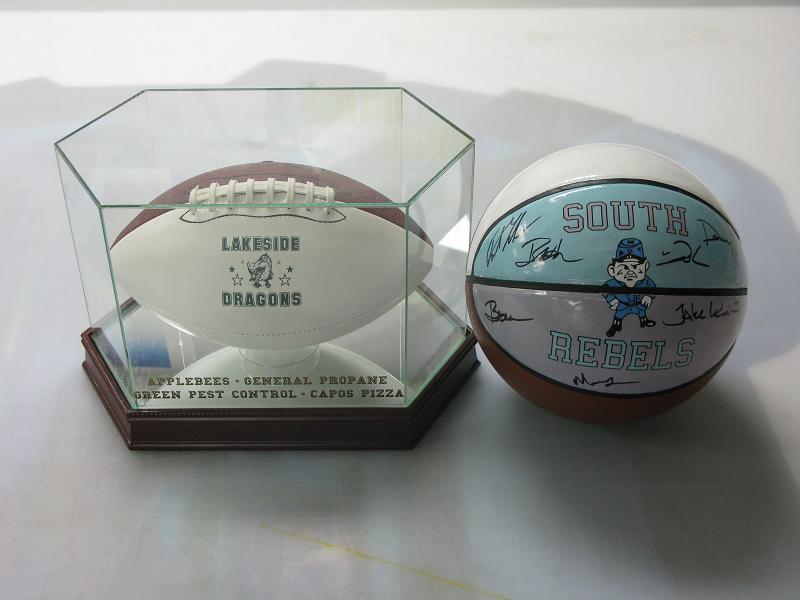 LAKESIDE
DRAGONS
APPLEBEES · GENERAL PROPANE
GREEN PEST CONTROL · CAPOS PIZZA
SOUTH
REBELS